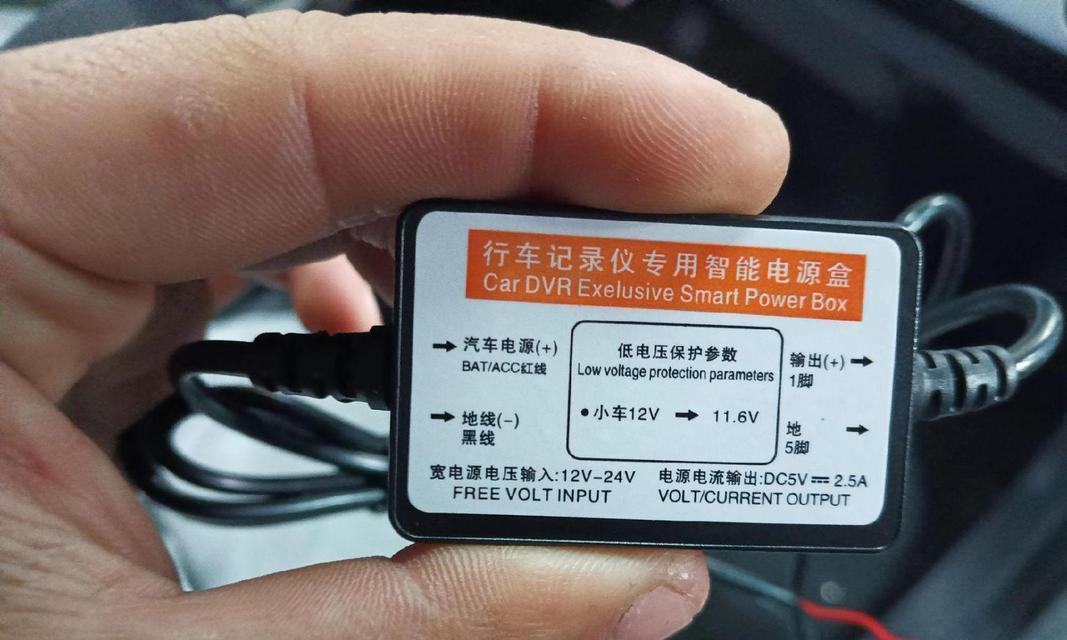 行车记录仪专用智能电源盒
Car DVR Exelusive Smart Power Box
汽车电源(+)
BAT/ACC红线
地线(-)
黑线
低电压保护参数
Low voltage protection parameters
•小车12V → 11.6V
输出(+)
1脚
地
5脚
宽电源电压输入:12V-24V
FREE VOLT INPUT
电源电流输出:DC5V⎓2.5A
VOLT/CURRENT OUTPUT